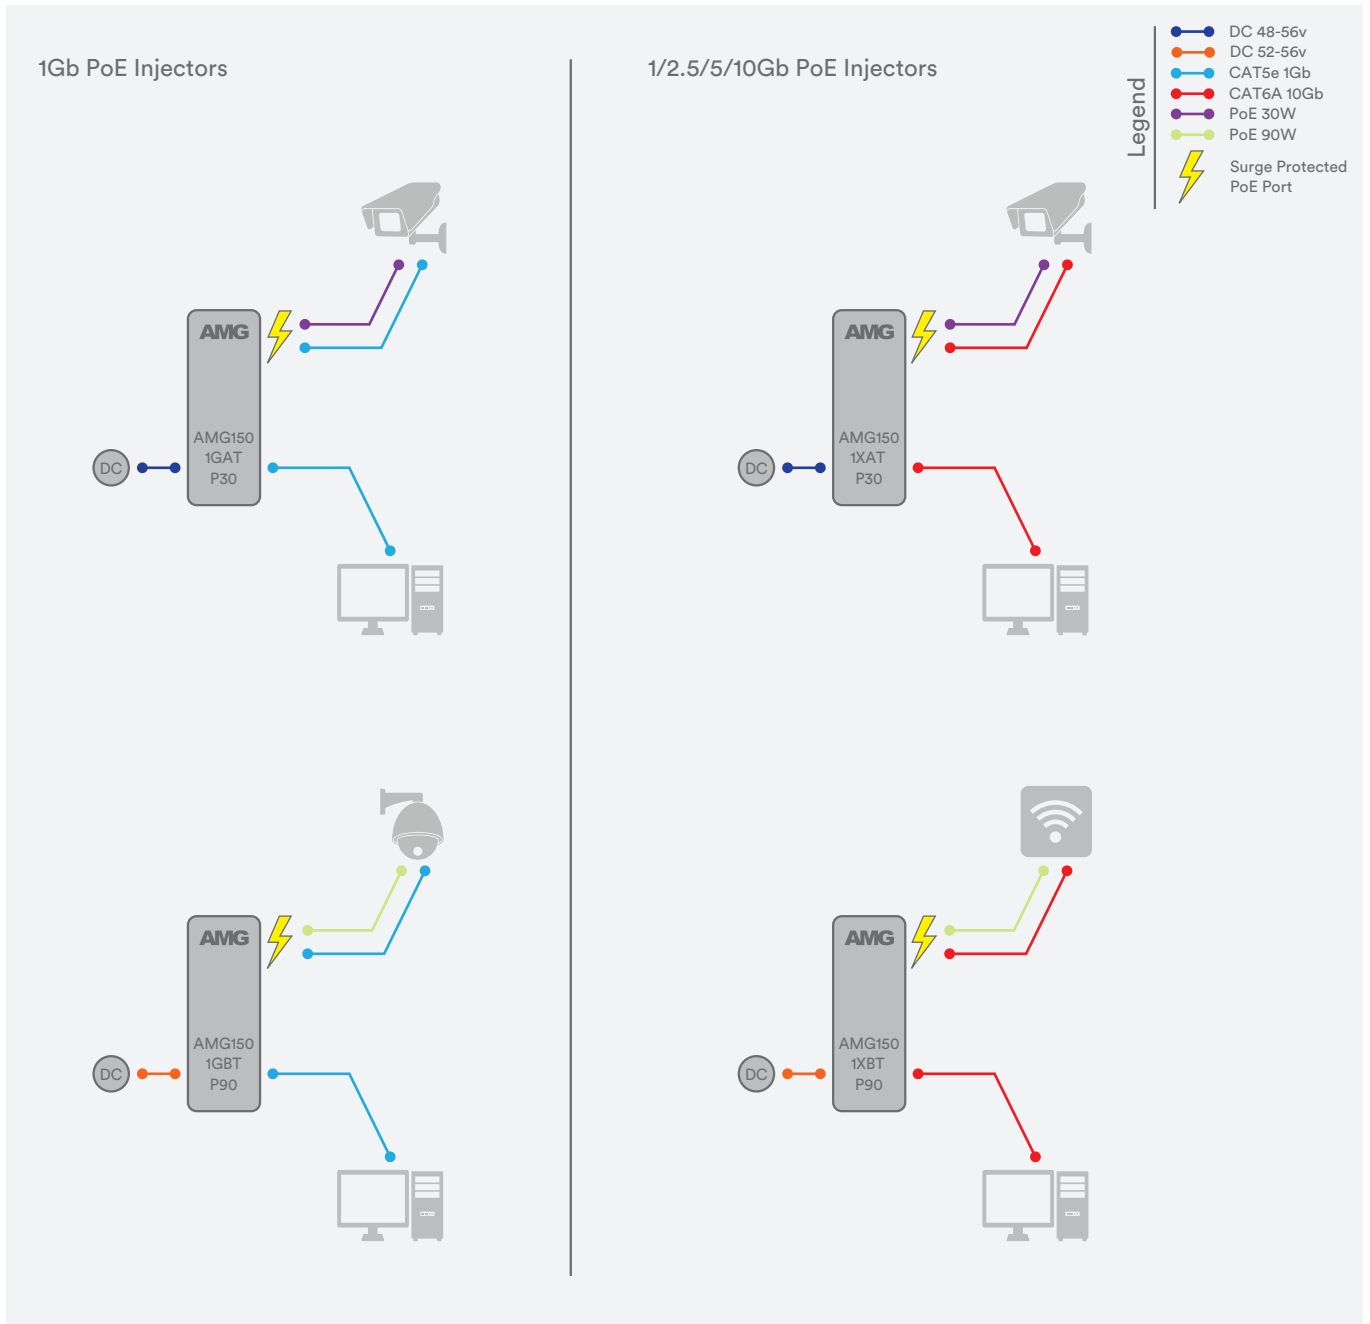 1Gb PoE Injectors
1/2.5/5/10Gb PoE Injectors
Legend
DC 48-56v
DC 52-56v
CAT5e 1Gb
CAT6A 10Gb
PoE 30W
PoE 90W
Surge Protected
PoE Port
AMG
AMG150
1GAT
P30
DC
AMG
AMG150
1XAT
P30
DC
AMG
AMG150
1GBT
P90
DC
AMG
AMG150
1XBT
P90
DC